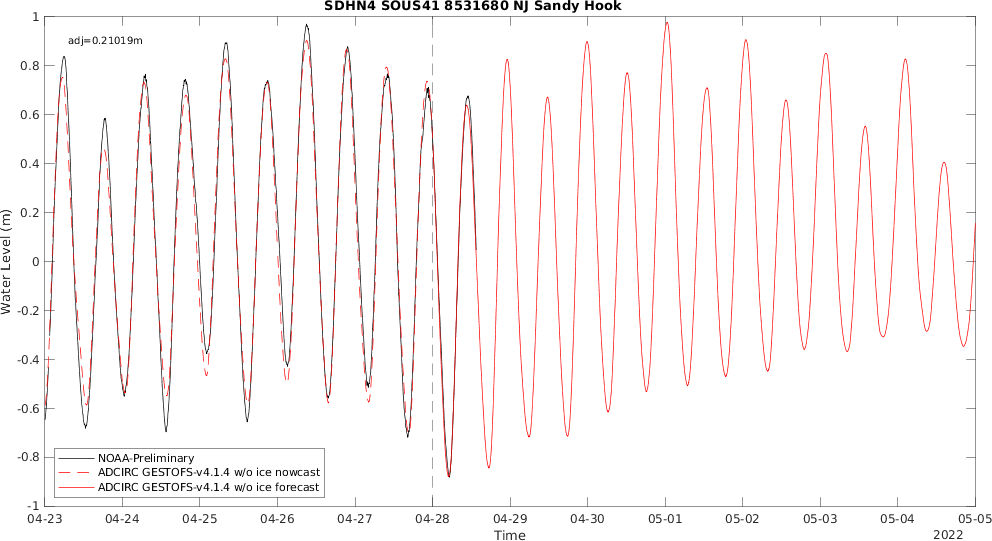 SDHN4 SOUS41 8531680 NJ Sandy Hook
adj=0.21019m
1
0.8
0.6
0.4
0.2
0
-0.2
-0.4
-0.6
-0.8
-1
Water Level (m)
NOAA-Preliminary
ADCIRC GESTOFS-v4.1.4 w/o ice nowcast
ADCIRC GESTOFS-v4.1.4 w/o ice forecast
04-23 04-24 04-25 04-26 04-27 04-28 04-29 04-30 05-01 05-02 05-03 05-04 05-05
Time
2022